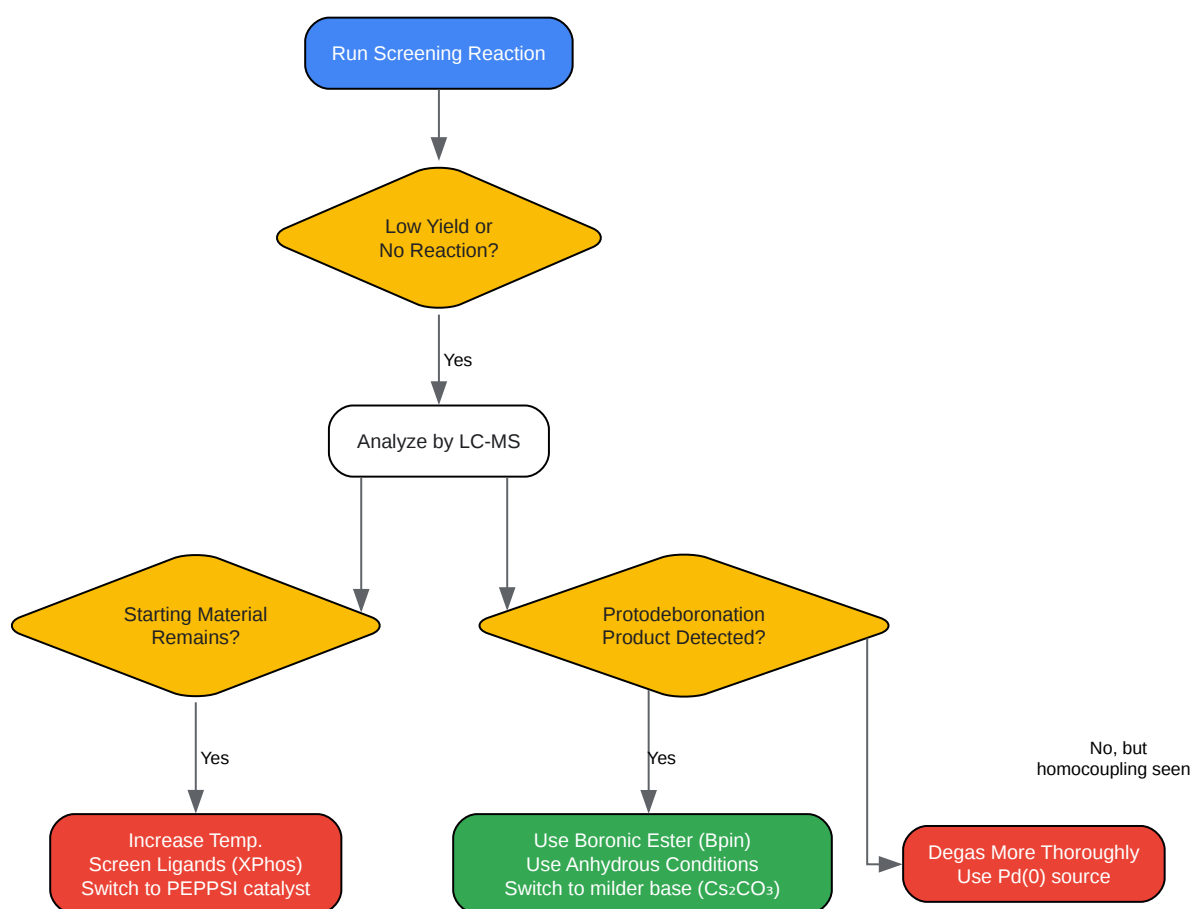 Run Screening Reaction
Low Yield or
No Reaction?
Yes
Analyze by LC-MS
Starting Material
Remains?
Protodeboronation
Product Detected?
Yes
Yes
No, but
homocoupling seen
Increase Temp.
Screen Ligands (XPhos)
Switch to PEPPSI catalyst
Use Boronic Ester (Bpin)
Use Anhydrous Conditions
Switch to milder base (Cs₂CO₃)
Degas More Thoroughly
Use Pd(0) source